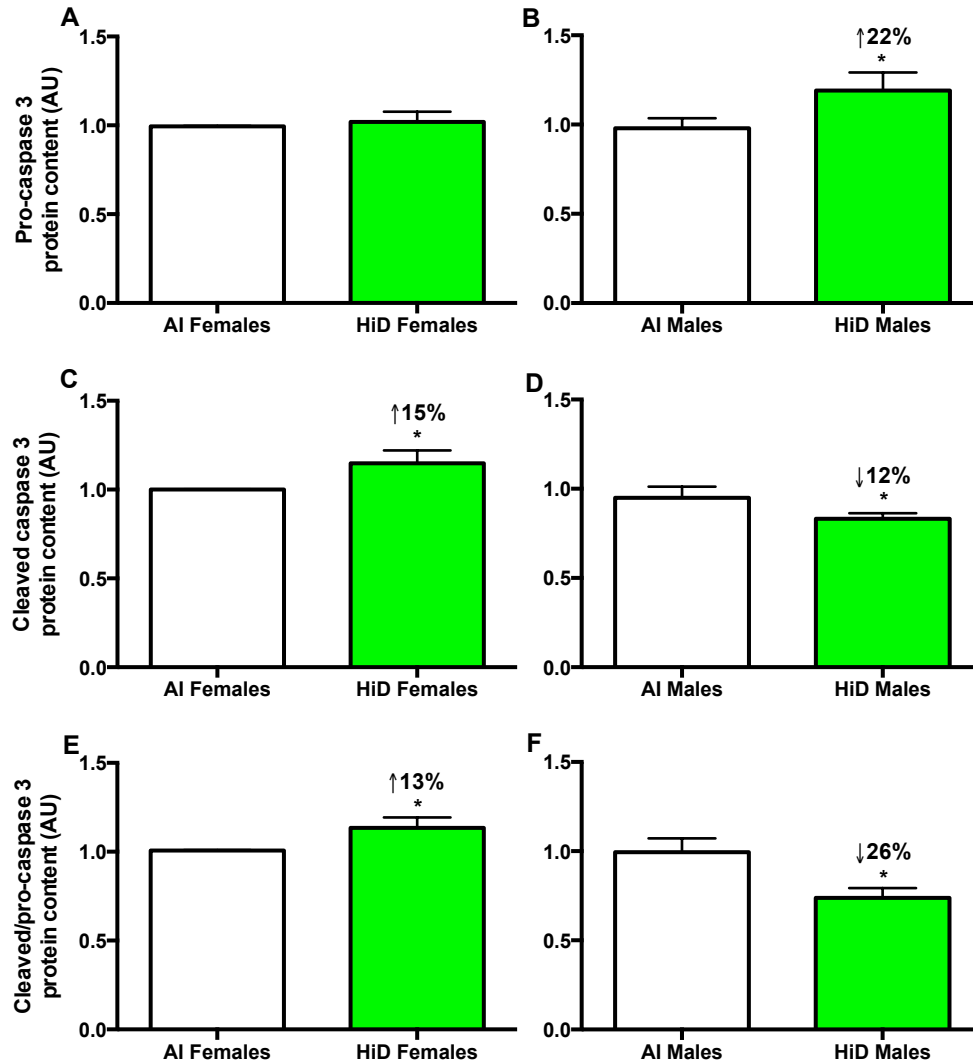 A
Pro-caspase 3
protein content (AU)
1.5
1.0
0.5
0.0
AI Females
HiD Females
B
1.5
1.0
0.5
0.0
↑22%
*
AI Males
HiD Males
C
Cleaved caspase 3
protein content (AU)
1.5
1.0
0.5
0.0
↑15%
*
AI Females
HiD Females
D
1.5
1.0
0.5
0.0
↓12%
*
AI Males
HiD Males
E
Cleaved/pro-caspase 3
protein content (AU)
1.5
1.0
0.5
0.0
↑13%
*
AI Females
HiD Females
F
1.5
1.0
0.5
0.0
↓26%
*
AI Males
HiD Males